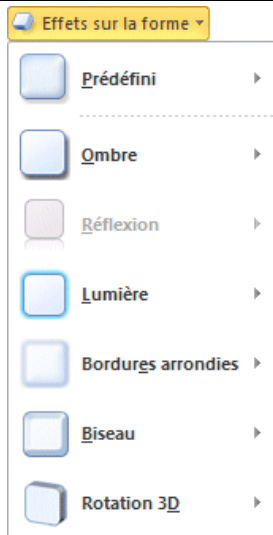 Effets sur la forme
Prédéfini
Ombre
Réflexion
Lumière
Bordures arrondies
Biseau
Rotation 3D